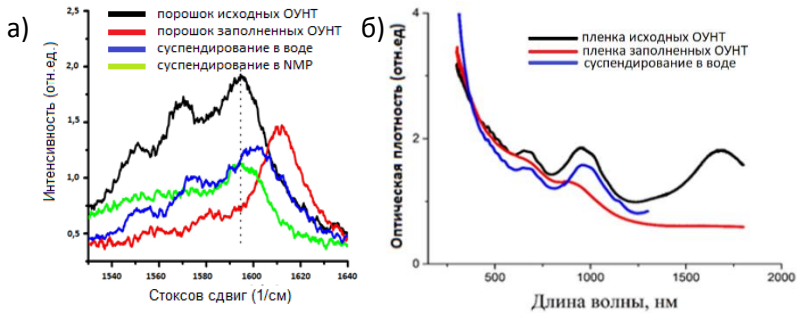 а)
порошок исходных ОУНТ
порошок заполненных ОУНТ
суспендирование в воде
суспендирование в NMP
Интенсивность (отн.ед.)
2,5
2,0
1,5
1,0
0,5
1540 1560 1580 1600 1620 1640
Стоксов сдвиг (1/см)
б)
пленка исходных ОУНТ
пленка заполненных ОУНТ
суспендирование в воде
Оптическая плотность (отн.ед)
4
2
0
500 1000 1500 2000
Длина волны, нм